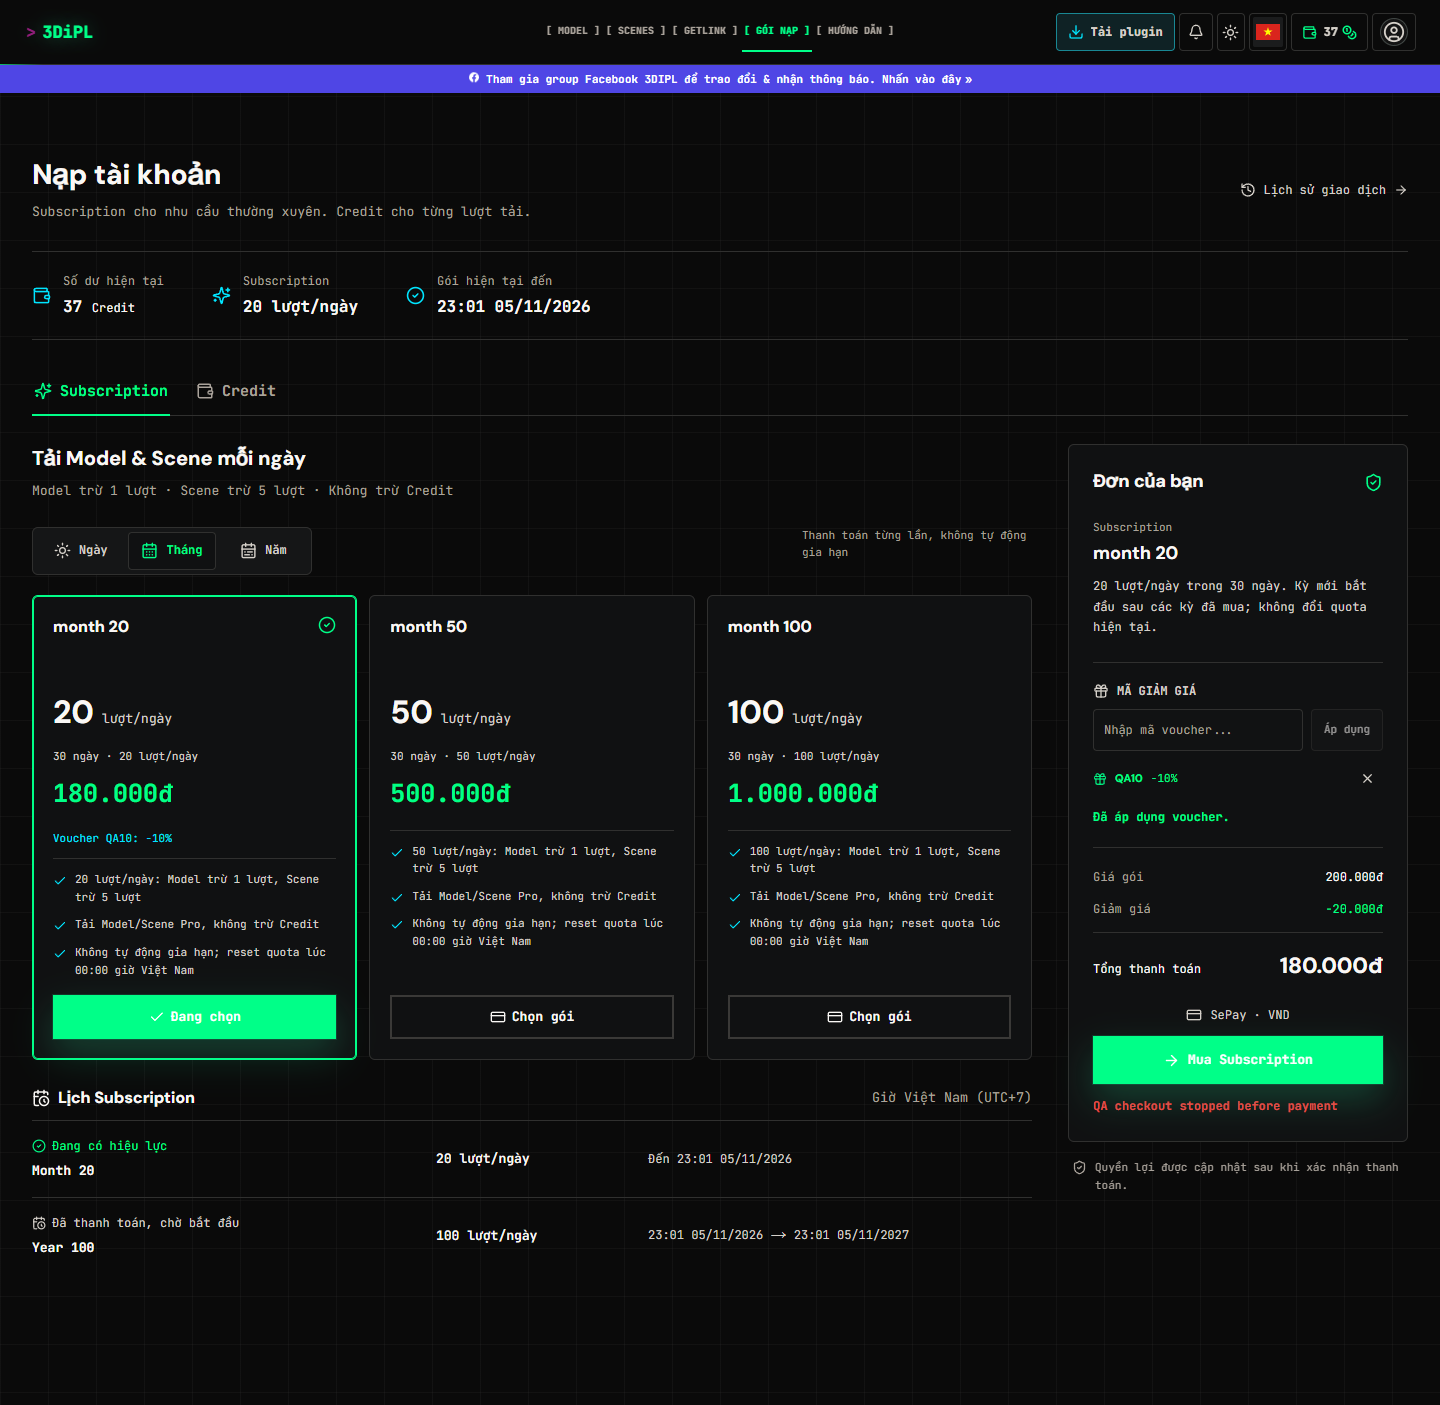 > 3DiPL
[ MODEL ] [ SCENES ] [ GETLINK ] [ GÓI NẠP ] [ HƯỚNG DẪN ]
Tải plugin
37
Tham gia group Facebook 3DIPL để trao đổi & nhận thông báo. Nhấn vào đây »
Nạp tài khoản
Subscription cho nhu cầu thường xuyên. Credit cho từng lượt tải.
Lịch sử giao dịch
Số dư hiện tại
37 Credit
Subscription
20 lượt/ngày
Gói hiện tại đến
23:01 05/11/2026
Subscription
Credit
Tải Model & Scene mỗi ngày
Model trừ 1 lượt · Scene trừ 5 lượt · Không trừ Credit
Ngày
Tháng
Năm
Thanh toán từng lần, không tự động
gia hạn
month 20
20 lượt/ngày
30 ngày · 20 lượt/ngày
180.000đ
Voucher QA10: -10%
20 lượt/ngày: Model trừ 1 lượt, Scene
trừ 5 lượt
Tải Model/Scene Pro, không trừ Credit
Không tự động gia hạn; reset quota lúc
00:00 giờ Việt Nam
Đang chọn
month 50
50 lượt/ngày
30 ngày · 50 lượt/ngày
500.000đ
50 lượt/ngày: Model trừ 1 lượt, Scene
trừ 5 lượt
Tải Model/Scene Pro, không trừ Credit
Không tự động gia hạn; reset quota lúc
00:00 giờ Việt Nam
Chọn gói
month 100
100 lượt/ngày
30 ngày · 100 lượt/ngày
1.000.000đ
100 lượt/ngày: Model trừ 1 lượt, Scene
trừ 5 lượt
Tải Model/Scene Pro, không trừ Credit
Không tự động gia hạn; reset quota lúc
00:00 giờ Việt Nam
Chọn gói
Lịch Subscription
Giờ Việt Nam (UTC+7)
Đang có hiệu lực
Month 20
20 lượt/ngày
Đến 23:01 05/11/2026
Đã thanh toán, chờ bắt đầu
Year 100
100 lượt/ngày
23:01 05/11/2026 → 23:01 05/11/2027
Đơn của bạn
Subscription
month 20
20 lượt/ngày trong 30 ngày. Kỳ mới bắt
đầu sau các kỳ đã mua; không đổi quota
hiện tại.
MÃ GIẢM GIÁ
Nhập mã voucher...
Áp dụng
QA10 -10%
Đã áp dụng voucher.
Giá gói
200.000đ
Giảm giá
-20.000đ
Tổng thanh toán
180.000đ
SePay · VND
Mua Subscription
QA checkout stopped before payment
Quyền lợi được cập nhật sau khi xác nhận thanh
toán.